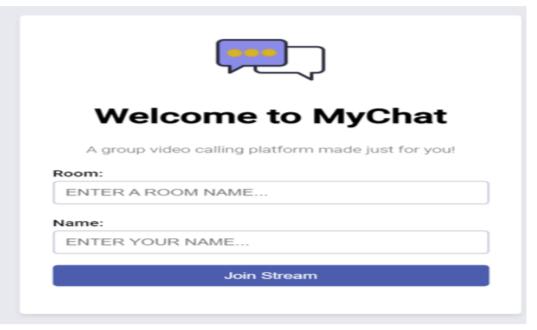 Welcome to MyChat
A group video calling platform made just for you!
Room:
ENTER A ROOM NAME...
Name:
ENTER YOUR NAME...
Join Stream